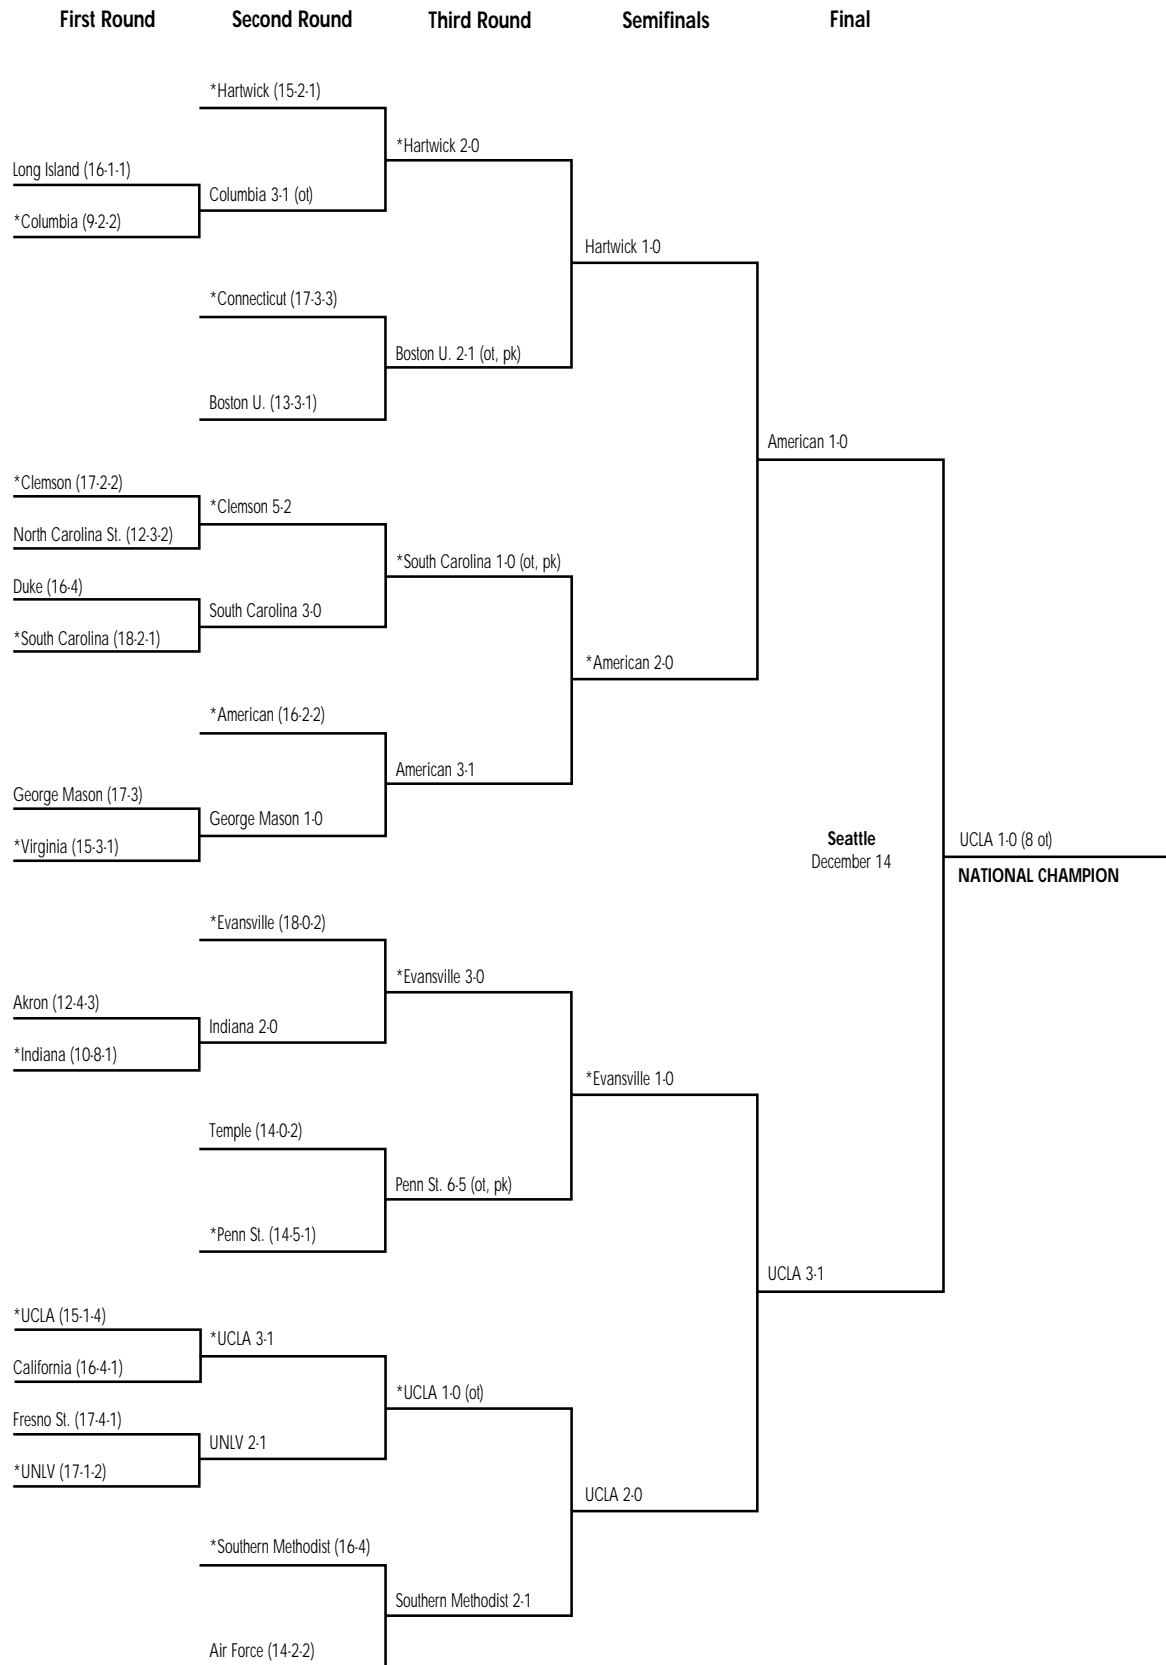 First Round Second Round Third Round Semifinals Final
*Hartwick (15-2-1)
*Hartwick 2-0
Long Island (16-1-1)
Columbia 3-1 (ot)
*Columbia (9-2-2)
Hartwick 1-0
*Connecticut (17-3-3)
Boston U. 2-1 (ot, pk)
Boston U. (13-3-1)
American 1-0
*Clemson (17-2-2)
*Clemson 5-2
North Carolina St. (12-3-2)
*South Carolina 1-0 (ot, pk)
Duke (16-4)
South Carolina 3-0
*South Carolina (18-2-1)
*American 2-0
*American (16-2-2)
American 3-1
George Mason (17-3)
George Mason 1-0
*Virginia (15-3-1)
Seattle
December 14
UCLA 1-0 (8 ot)
NATIONAL CHAMPION
*Evansville (18-0-2)
*Evansville 3-0
Akron (12-4-3)
Indiana 2-0
*Indiana (10-8-1)
*Evansville 1-0
Temple (14-0-2)
Penn St. 6-5 (ot, pk)
*Penn St. (14-5-1)
UCLA 3-1
*UCLA (15-1-4)
*UCLA 3-1
California (16-4-1)
*UCLA 1-0 (ot)
Fresno St. (17-4-1)
UNLV 2-1
*UNLV (17-1-2)
UCLA 2-0
*Southern Methodist (16-4)
Southern Methodist 2-1
Air Force (14-2-2)